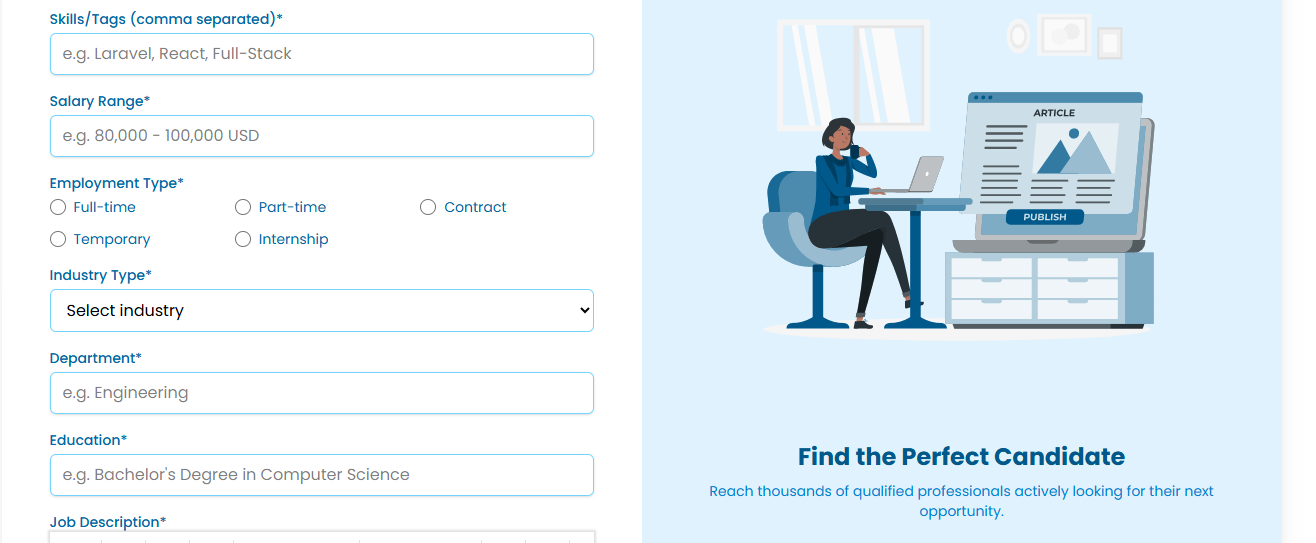 Skills/Tags (comma separated)*
e.g. Laravel, React, Full-Stack
Salary Range*
e.g. 80,000 - 100,000 USD
Employment Type*
Full-time
Part-time
Contract
Temporary
Internship
Industry Type*
Select industry
Department*
e.g. Engineering
Education*
e.g. Bachelor's Degree in Computer Science
Job Description*
ARTICLE
PUBLISH
Find the Perfect Candidate
Reach thousands of qualified professionals actively looking for their next
opportunity.